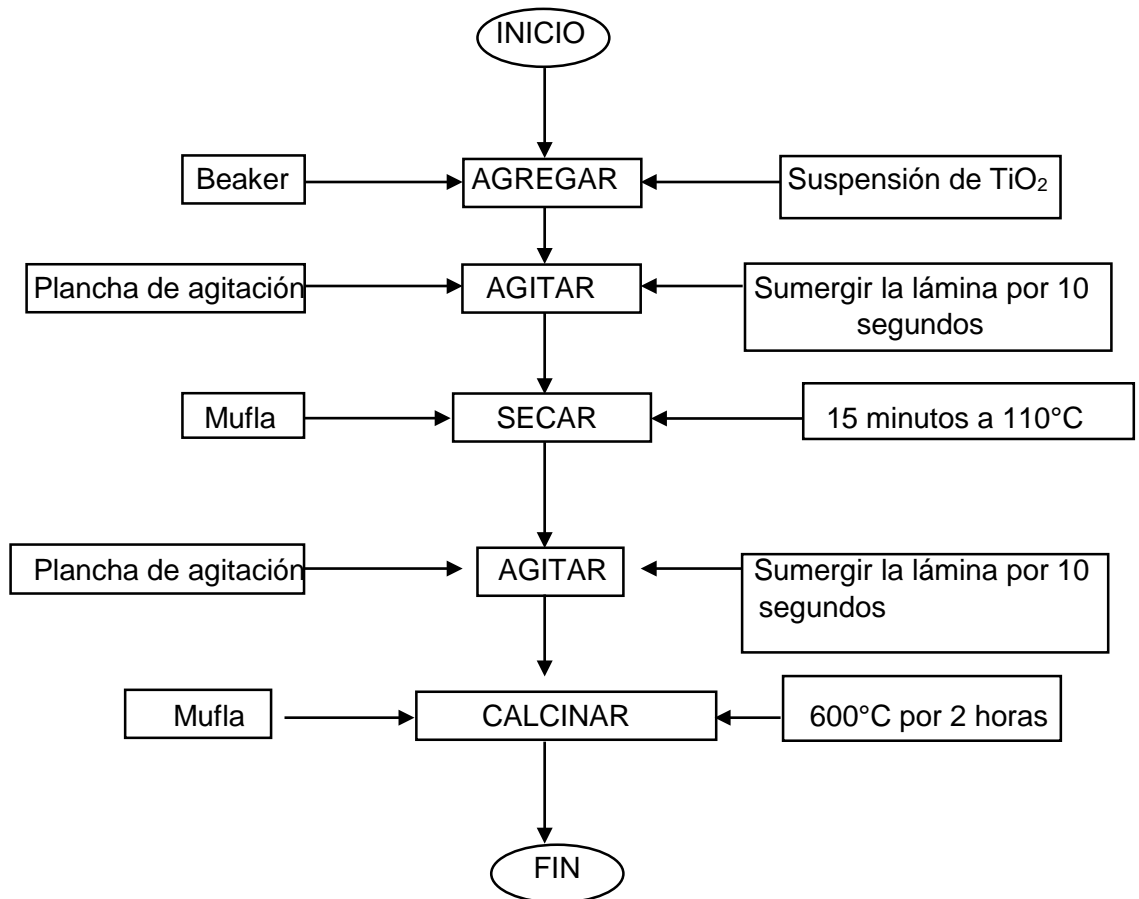 INICIO
Beaker
AGREGAR
Suspensión de TiO₂
Plancha de agitación
AGITAR
Sumergir la lámina por 10
segundos
Mufla
SECAR
15 minutos a 110°C
Plancha de agitación
AGITAR
Sumergir la lámina por 10
segundos
Mufla
CALCINAR
600°C por 2 horas
FIN